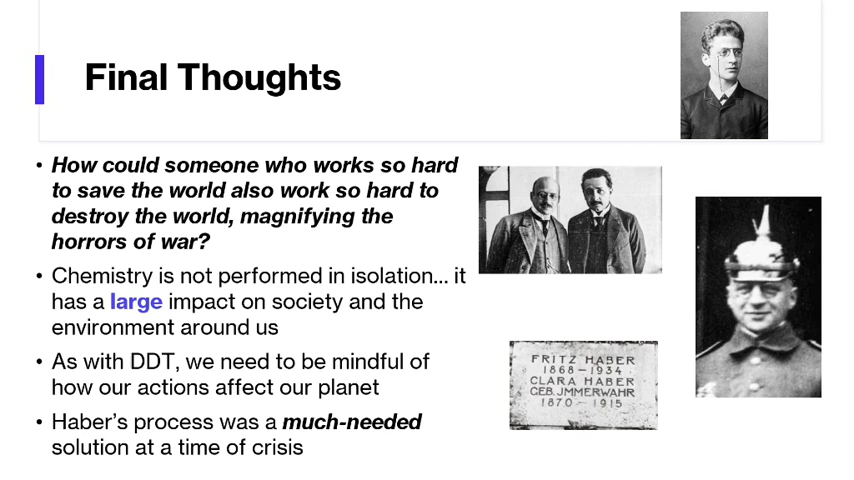 Final Thoughts
• How could someone who works so hard
to save the world also work so hard to
destroy the world, magnifying the
horrors of war?
• Chemistry is not performed in isolation... it
has a large impact on society and the
environment around us
• As with DDT, we need to be mindful of
how our actions affect our planet
• Haber’s process was a much-needed
solution at a time of crisis
FRITZ HABER
1868–1934
CLARA HABER
GEB. JMMERWAHR
1870 – 1915